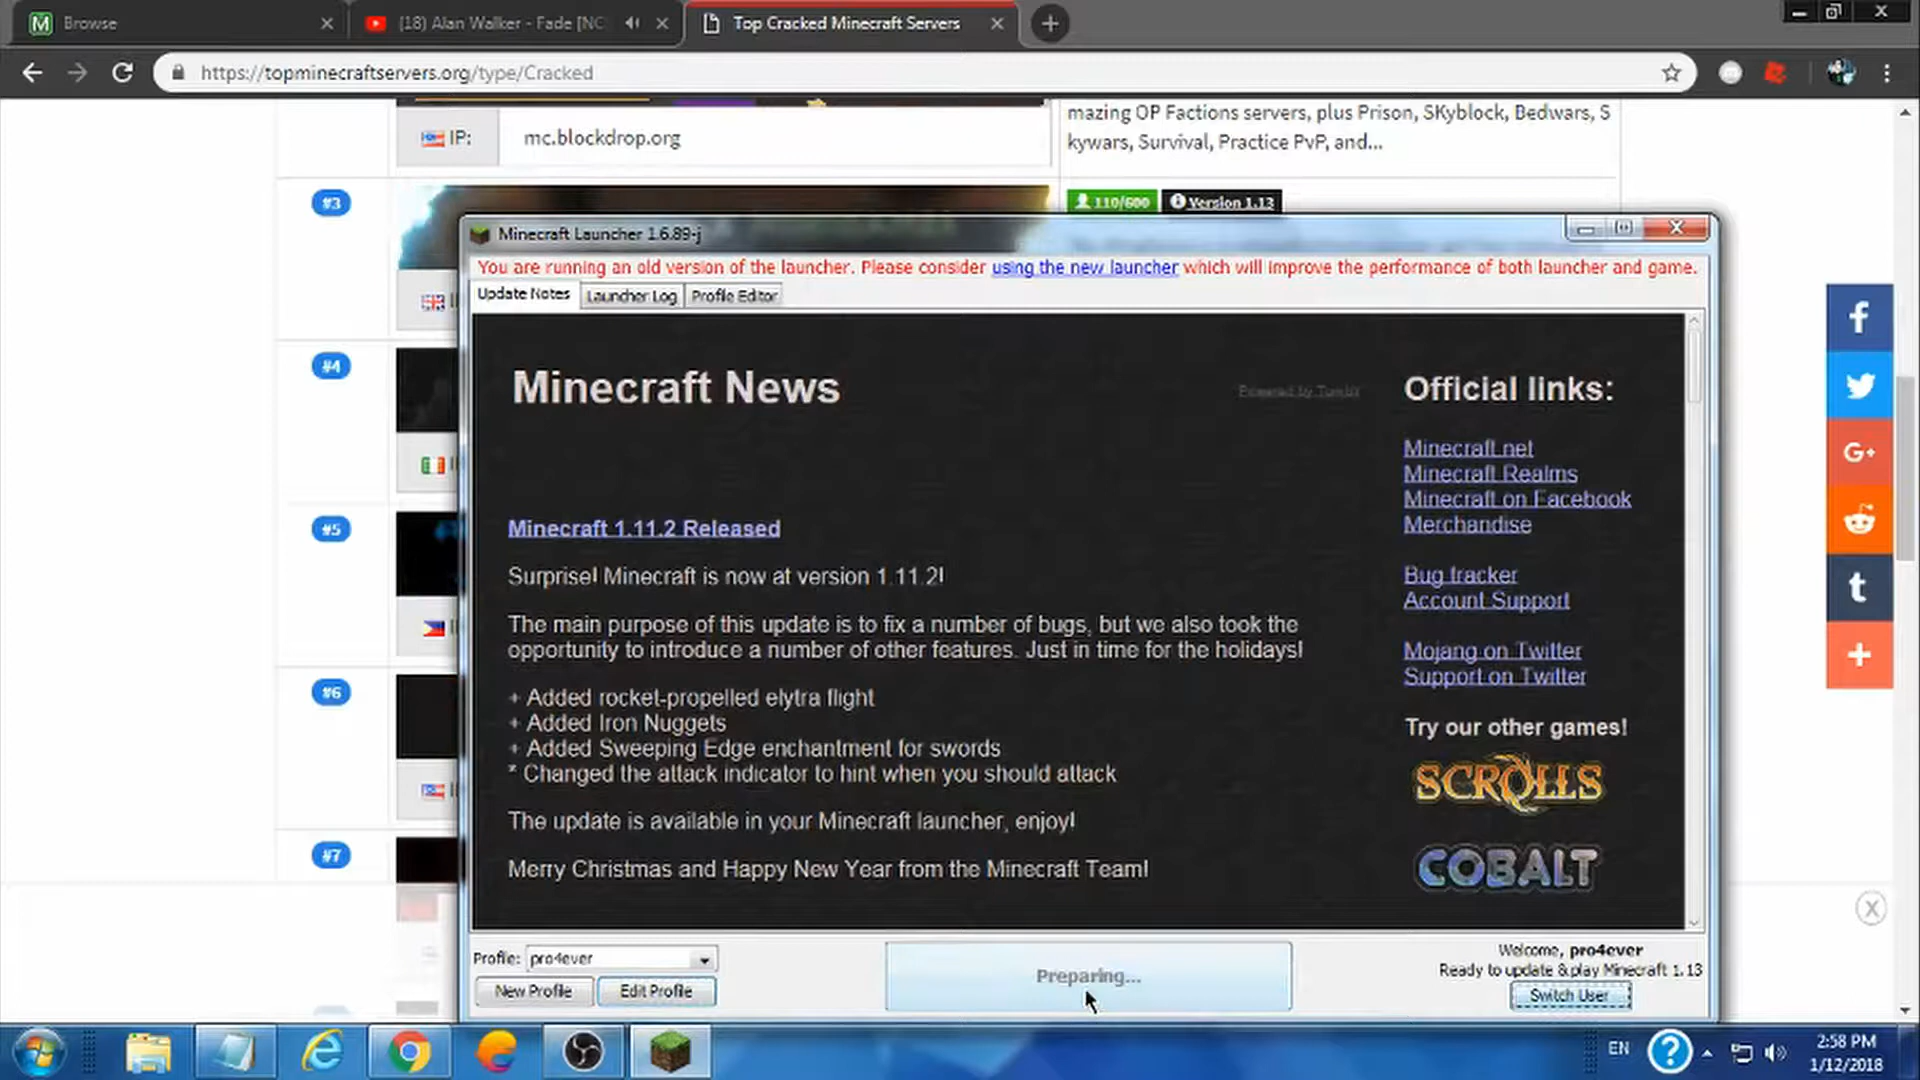 Browse
(18) Alan Walker - Fade [NC
Top Cracked Minecraft Servers
https://topminecraftservers.org/type/Cracked
IP:
mc.blockdrop.org
mazing OP Factions servers, plus Prison, SKyblock, Bedwars, S
kywars, Survival, Practice PvP, and...
#3
110/600
Version 1.13
Minecraft Launcher 1.6.89-j
You are running an old version of the launcher. Please consider using the new launcher which will improve the performance of both launcher and game.
Update Notes
Launcher Log
Profile Editor
Minecraft News
Powered by Tumblr
Official links:
Minecraft.net
Minecraft Realms
Minecraft on Facebook
Merchandise
Bug tracker
Account Support
Mojang on Twitter
Support on Twitter
Try our other games!
SCROLLS
COBALT
Minecraft 1.11.2 Released
Surprise! Minecraft is now at version 1.11.2!
The main purpose of this update is to fix a number of bugs, but we also took the
opportunity to introduce a number of other features. Just in time for the holidays!
+ Added rocket-propelled elytra flight
+ Added Iron Nuggets
+ Added Sweeping Edge enchantment for swords
* Changed the attack indicator to hint when you should attack
The update is available in your Minecraft launcher, enjoy!
Merry Christmas and Happy New Year from the Minecraft Team!
#4
#5
#6
#7
Profile:
pro4ever
New Profile
Edit Profile
Preparing...
Welcome, pro4ever
Ready to update & play Minecraft 1.13
Switch User
EN
2:58 PM
1/12/2018